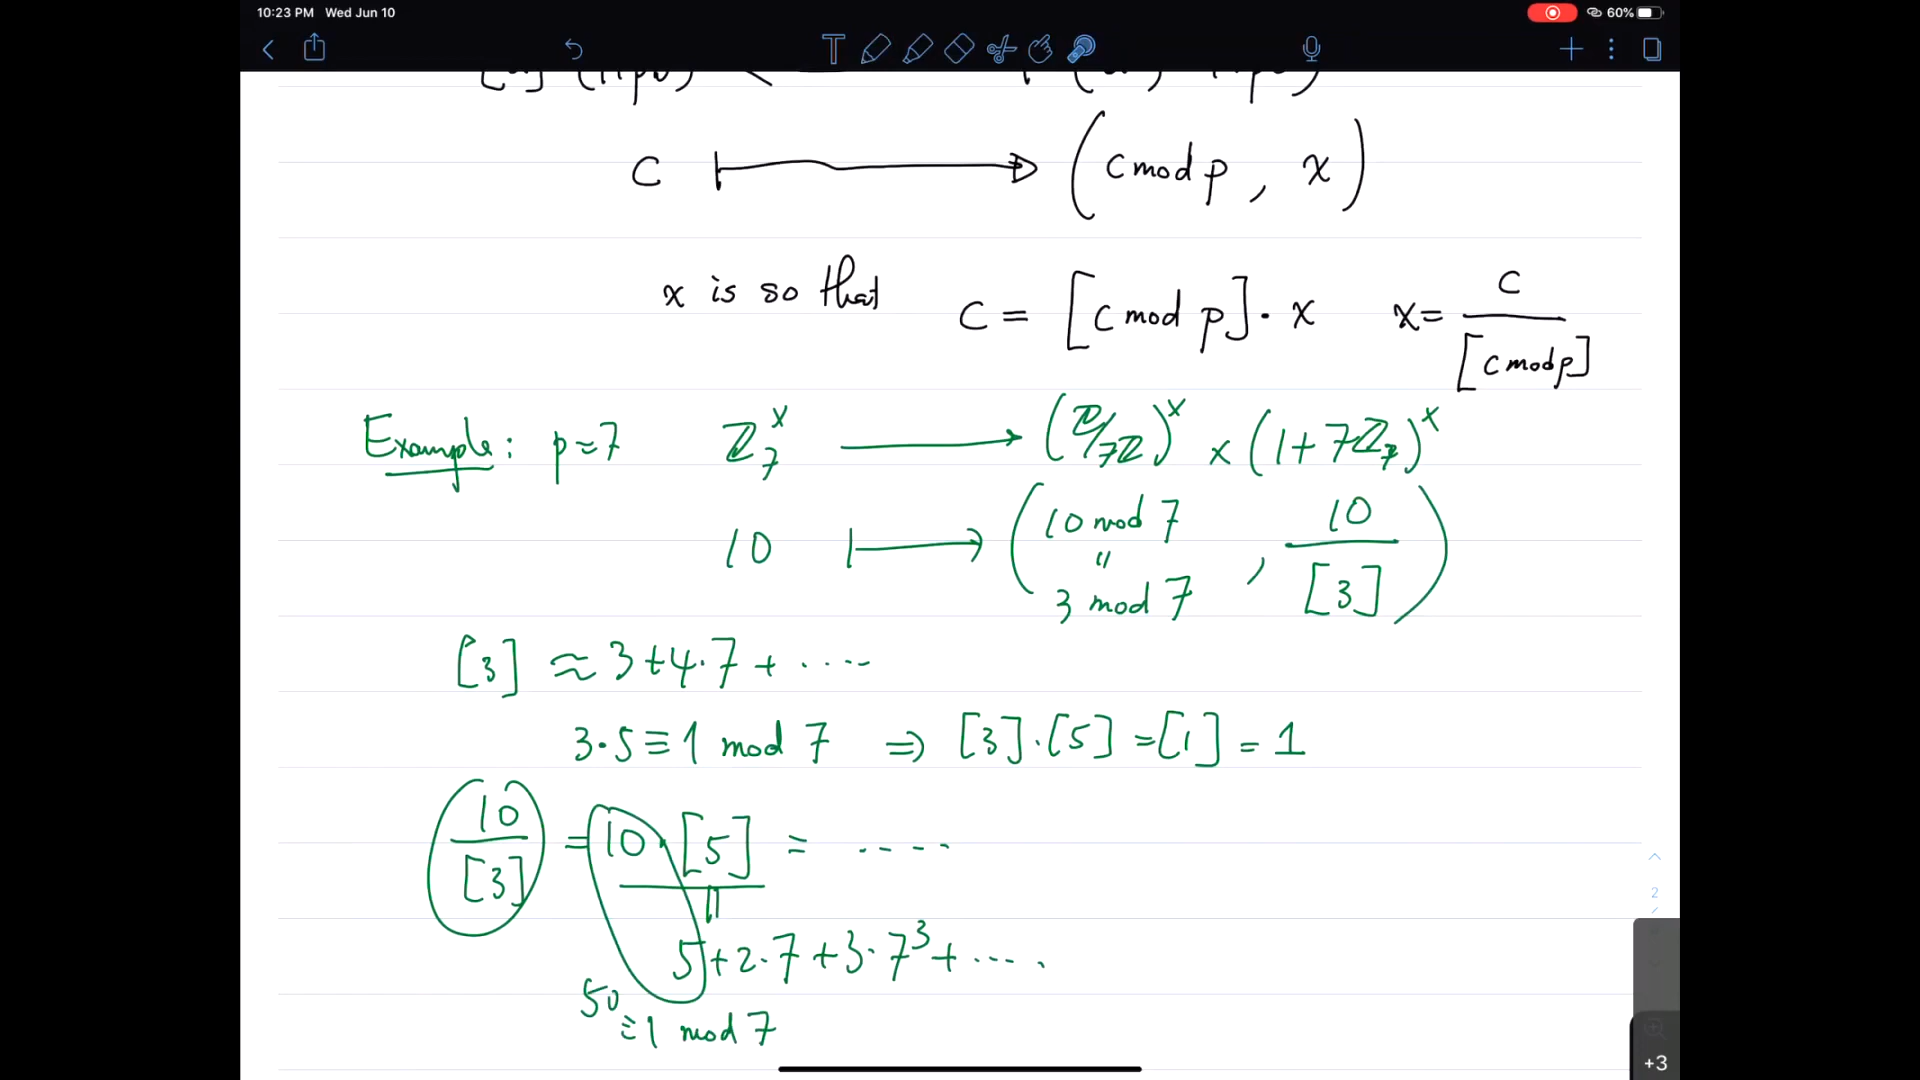 10:23 PM Wed Jun 10
60%
C ⟼ (C mod p , x)
x is so that C = [C mod p] · x x = C / [C mod p]
Example: p=7 ℤ₇^× ⟶ (ℤ/7ℤ)^× × (1+7ℤ₇)^×
10 ⟼ (10 mod 7 = 3 mod 7 , 10 / [3])
[3] ≈ 3+4·7+ .....
3·5 ≡ 1 mod 7 ⇒ [3]·[5] = [1] = 1
10 / [3] = 10 · [5] = ....
5+2·7+3·7³+ .... .
50
≡ 1 mod 7
2
+3